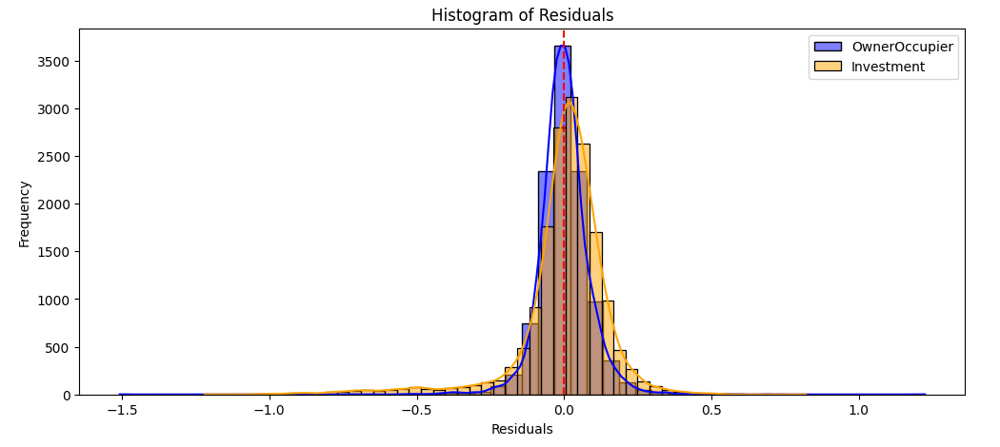 Histogram of Residuals
OwnerOccupier
Investment
Frequency
3500
3000
2500
2000
1500
1000
500
0
−1.5 −1.0 −0.5 0.0 0.5 1.0
Residuals